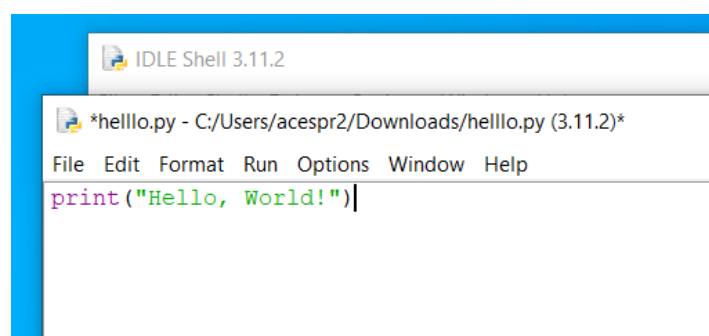 IDLE Shell 3.11.2
*helllo.py - C:/Users/acespr2/Downloads/helllo.py (3.11.2)*
File Edit Format Run Options Window Help
print("Hello, World!")